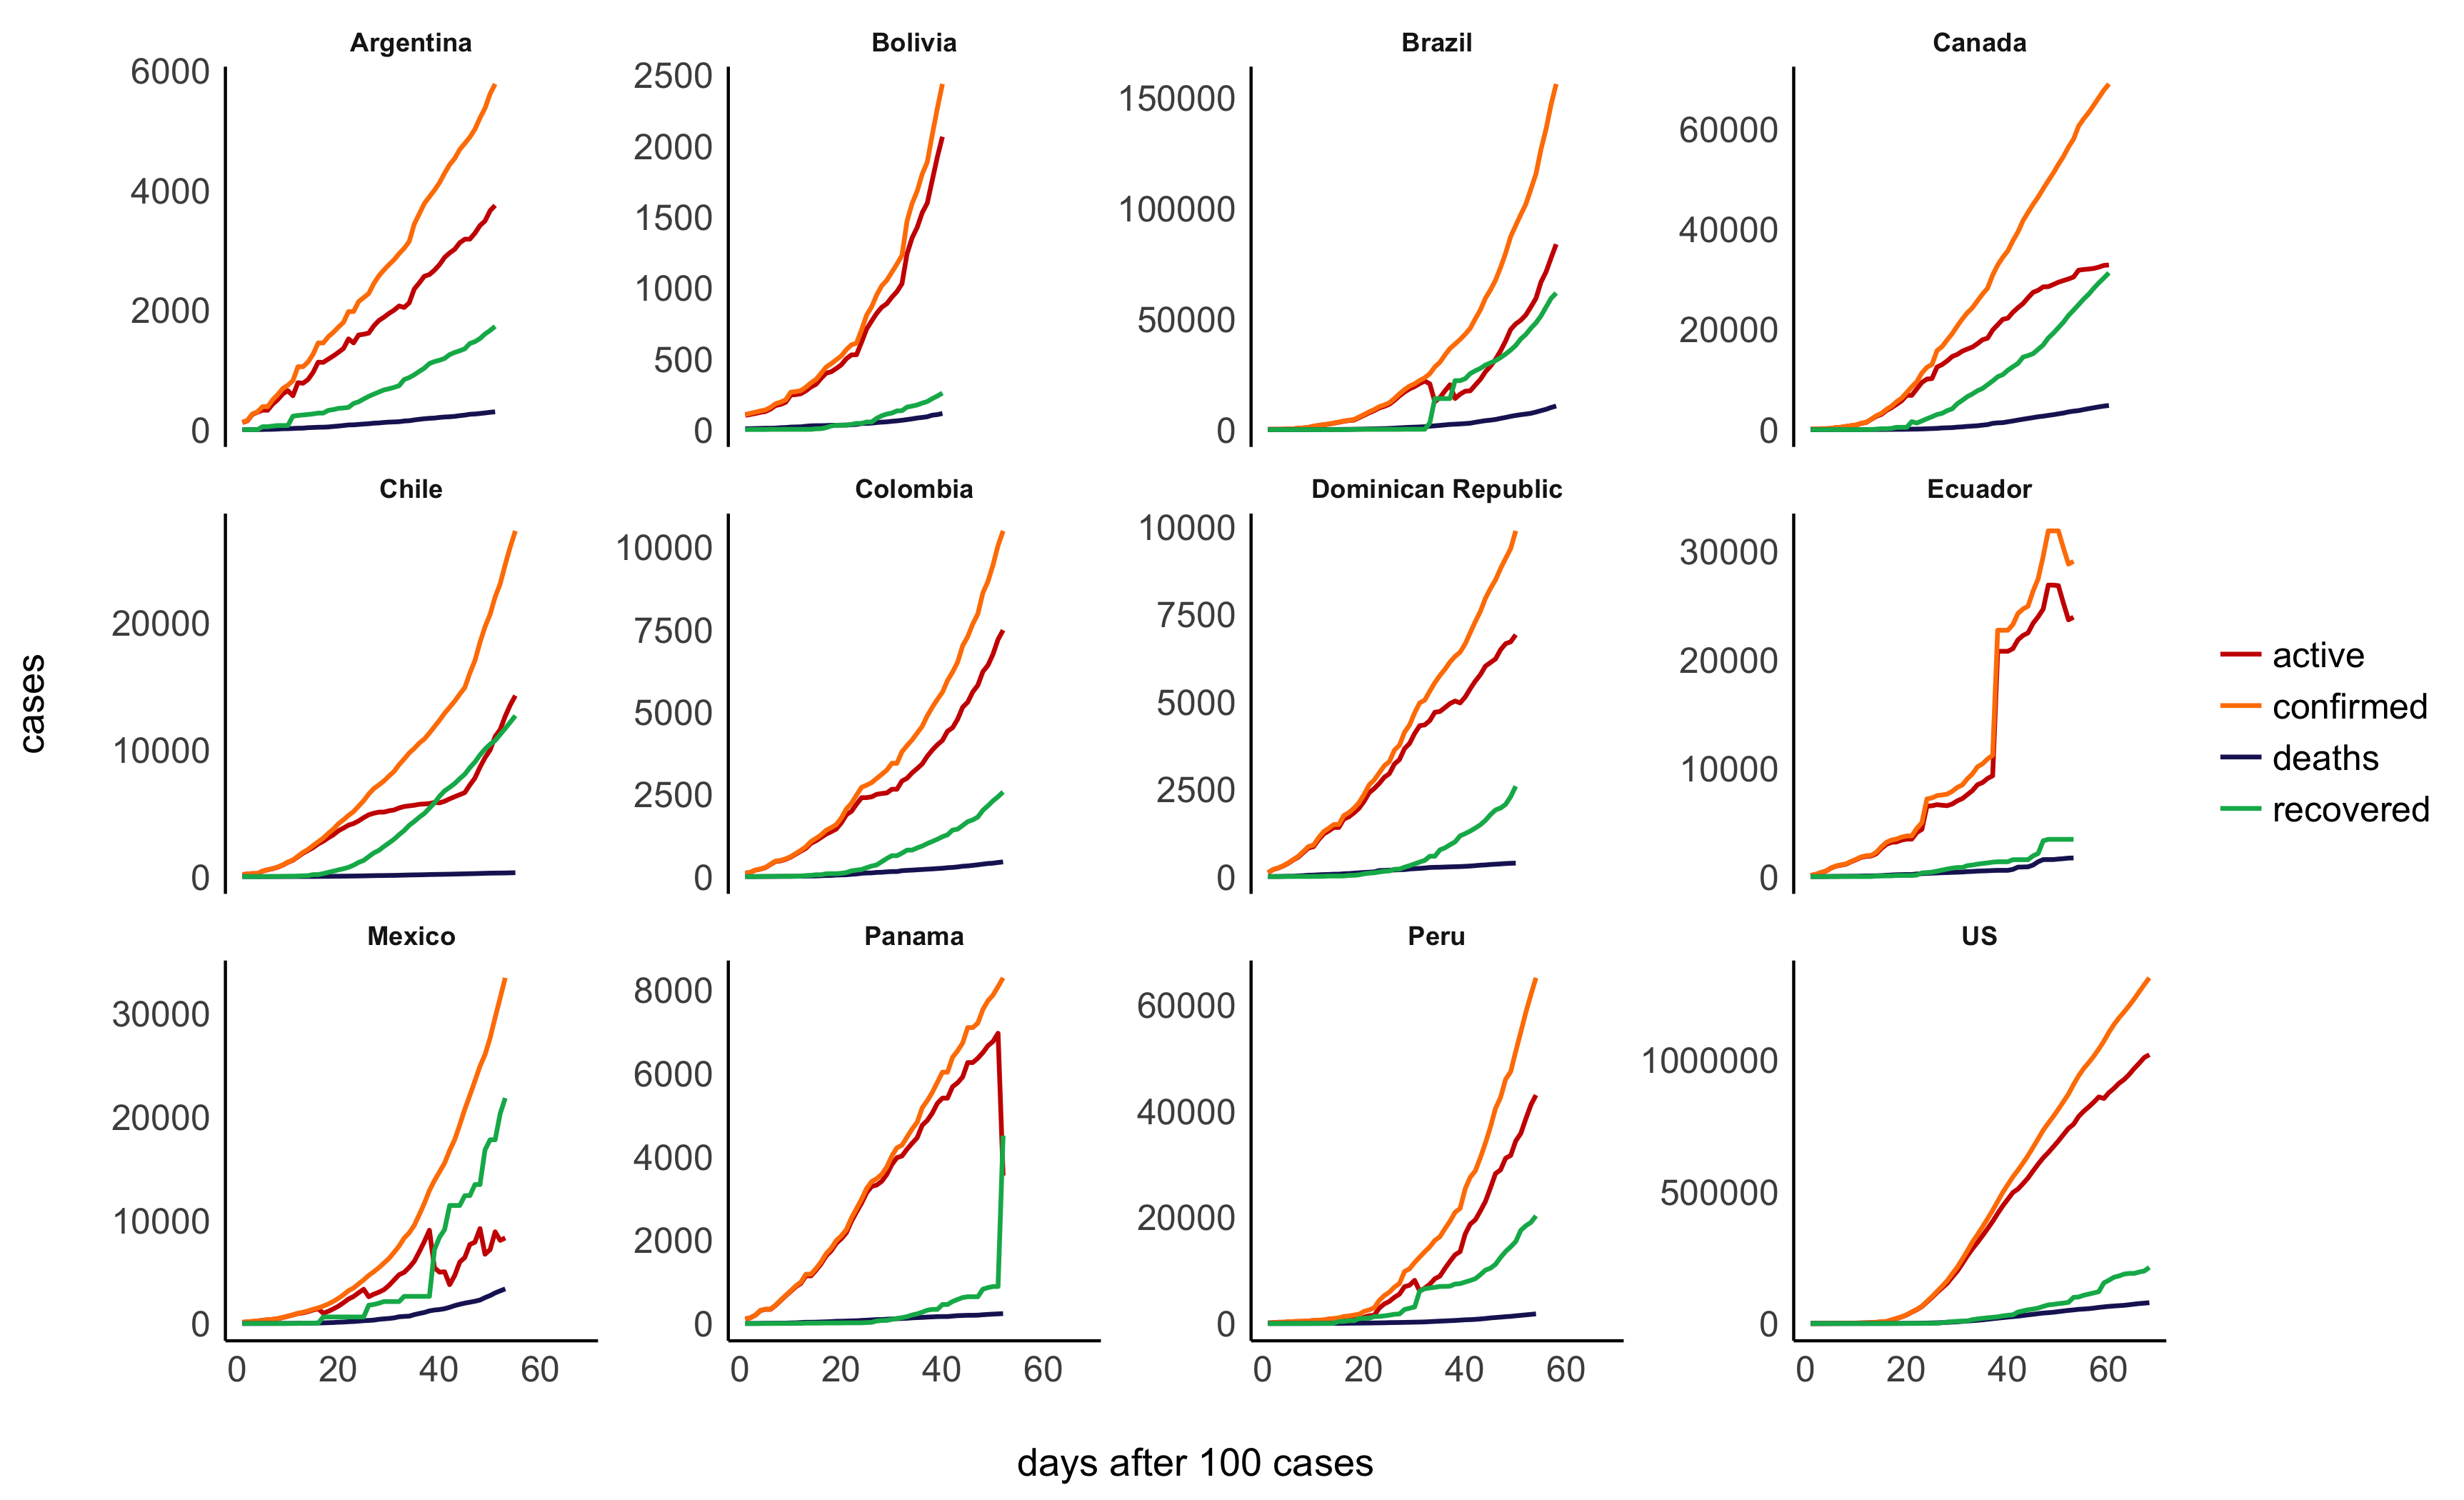 Argentina
Bolivia
Brazil
Canada
6000
4000
2000
0
2500
2000
1500
1000
500
0
150000
100000
50000
0
60000
40000
20000
0
Chile
Colombia
Dominican Republic
Ecuador
20000
10000
0
10000
7500
5000
2500
0
10000
7500
5000
2500
0
30000
20000
10000
0
Mexico
Panama
Peru
US
30000
20000
10000
0
8000
6000
4000
2000
0
60000
40000
20000
0
1000000
500000
0
0 20 40 60
0 20 40 60
0 20 40 60
0 20 40 60
days after 100 cases
cases
active
confirmed
deaths
recovered